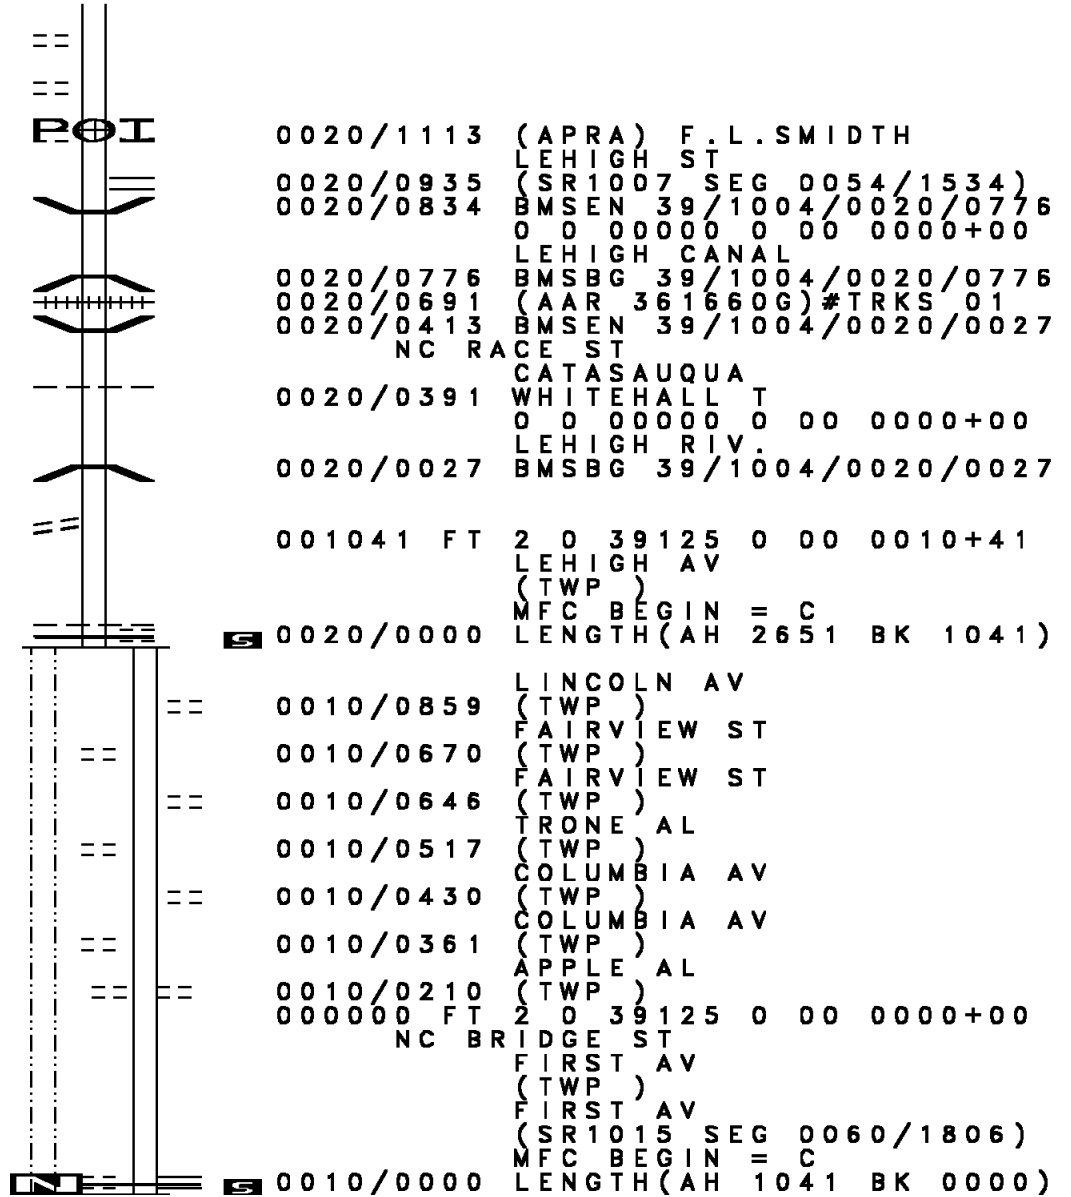 POI
0020/1113 (APRA) F.L.SMIDTH
LEHIGH ST
0020/0935 (SR1007 SEG 0054/1534)
0020/0834 BMSEN 39/1004/0020/0776
0 0 00000 0 00 0000+00
LEHIGH CANAL
0020/0776 BMSBG 39/1004/0020/0776
0020/0691 (AAR 361660G)#TRKS 01
0020/0413 BMSEN 39/1004/0020/0027
NC RACE ST
CATASAUQUA
0020/0391 WHITEHALL T
0 0 00000 0 00 0000+00
LEHIGH RIV.
0020/0027 BMSBG 39/1004/0020/0027
001041 FT 2 0 39125 0 00 0010+41
LEHIGH AV
(TWP )
MFC BEGIN = C
S 0020/0000 LENGTH(AH 2651 BK 1041)
LINCOLN AV
0010/0859 (TWP )
FAIRVIEW ST
0010/0670 (TWP )
FAIRVIEW ST
0010/0646 (TWP )
TRONE AL
0010/0517 (TWP )
COLUMBIA AV
0010/0430 (TWP )
COLUMBIA AV
0010/0361 (TWP )
APPLE AL
0010/0210 (TWP )
000000 FT 2 0 39125 0 00 0000+00
NC BRIDGE ST
FIRST AV
(TWP )
FIRST AV
(SR1015 SEG 0060/1806)
MFC BEGIN = C
N S 0010/0000 LENGTH(AH 1041 BK 0000)